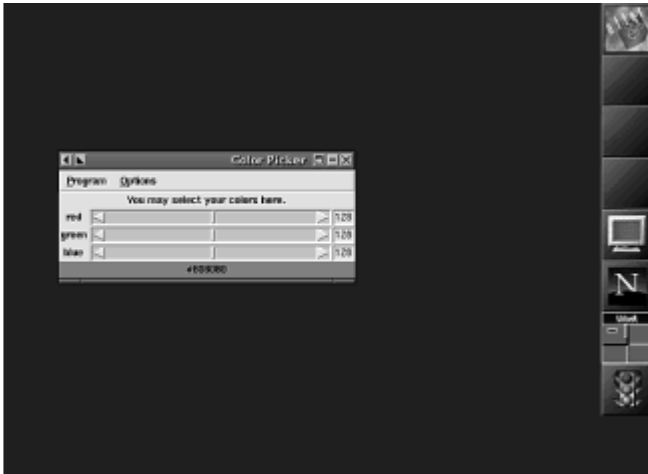 Color Picker
Program Options
You may select your colors here.
red 128
green 128
blue 128
#808080
N